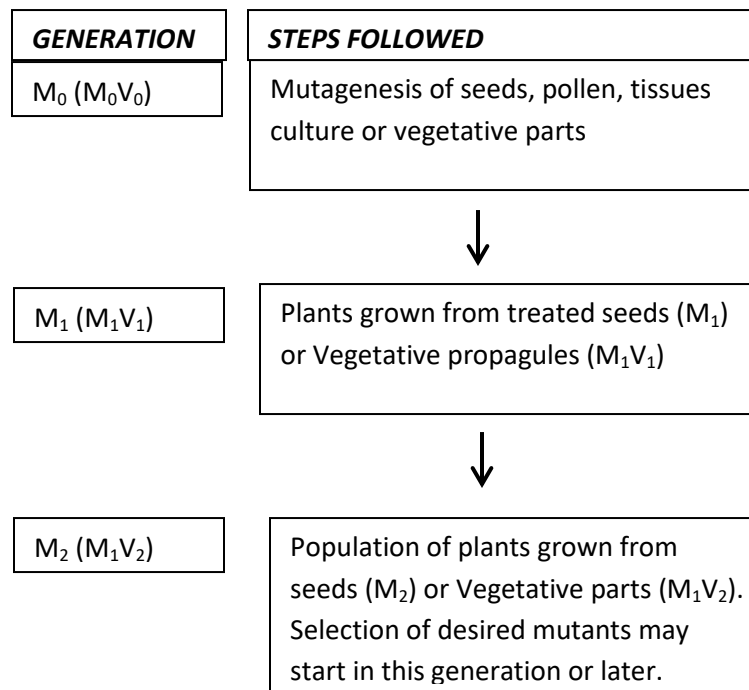 GENERATION
STEPS FOLLOWED
M₀ (M₀V₀)
Mutagenesis of seeds, pollen, tissues
culture or vegetative parts
M₁ (M₁V₁)
Plants grown from treated seeds (M₁)
or Vegetative propagules (M₁V₁)
M₂ (M₁V₂)
Population of plants grown from
seeds (M₂) or Vegetative parts (M₁V₂).
Selection of desired mutants may
start in this generation or later.